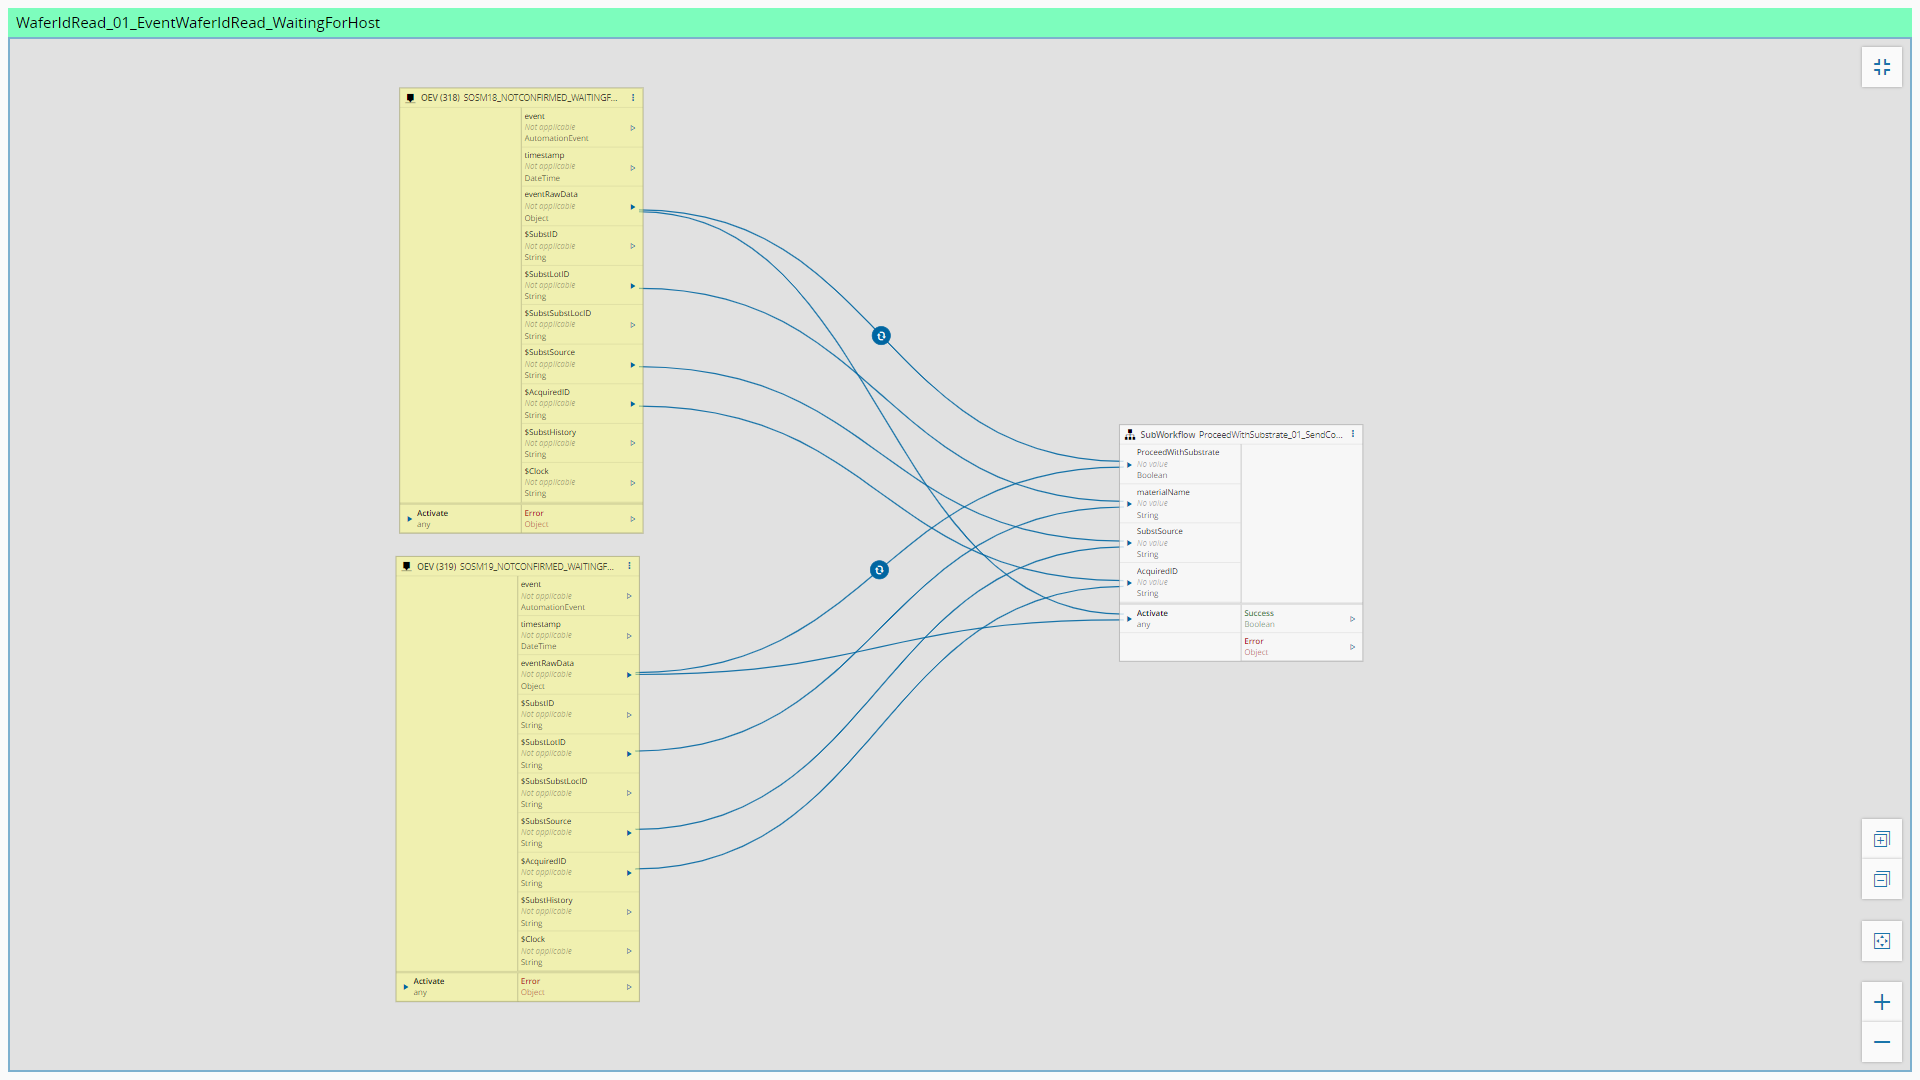 WaferIdRead_01_EventWaferIdRead_WaitingForHost
OEV (318) SOSM18_NOTCONFIRMED_WAITINGF...
event
Not applicable
AutomationEvent
timestamp
Not applicable
DateTime
eventRawData
Not applicable
Object
$SubstID
Not applicable
String
$SubstLotID
Not applicable
String
$SubstSubstLocID
Not applicable
String
$SubstSource
Not applicable
String
$AcquiredID
Not applicable
String
$SubstHistory
Not applicable
String
$Clock
Not applicable
String
Activate
any
Error
Object
OEV (319) SOSM19_NOTCONFIRMED_WAITINGF...
event
Not applicable
AutomationEvent
timestamp
Not applicable
DateTime
eventRawData
Not applicable
Object
$SubstID
Not applicable
String
$SubstLotID
Not applicable
String
$SubstSubstLocID
Not applicable
String
$SubstSource
Not applicable
String
$AcquiredID
Not applicable
String
$SubstHistory
Not applicable
String
$Clock
Not applicable
String
Activate
any
Error
Object
SubWorkflow ProceedWithSubstrate_01_SendCo...
ProceedWithSubstrate
No value
Boolean
materialName
No value
String
SubstSource
No value
String
AcquiredID
No value
String
Activate
any
Success
Boolean
Error
Object